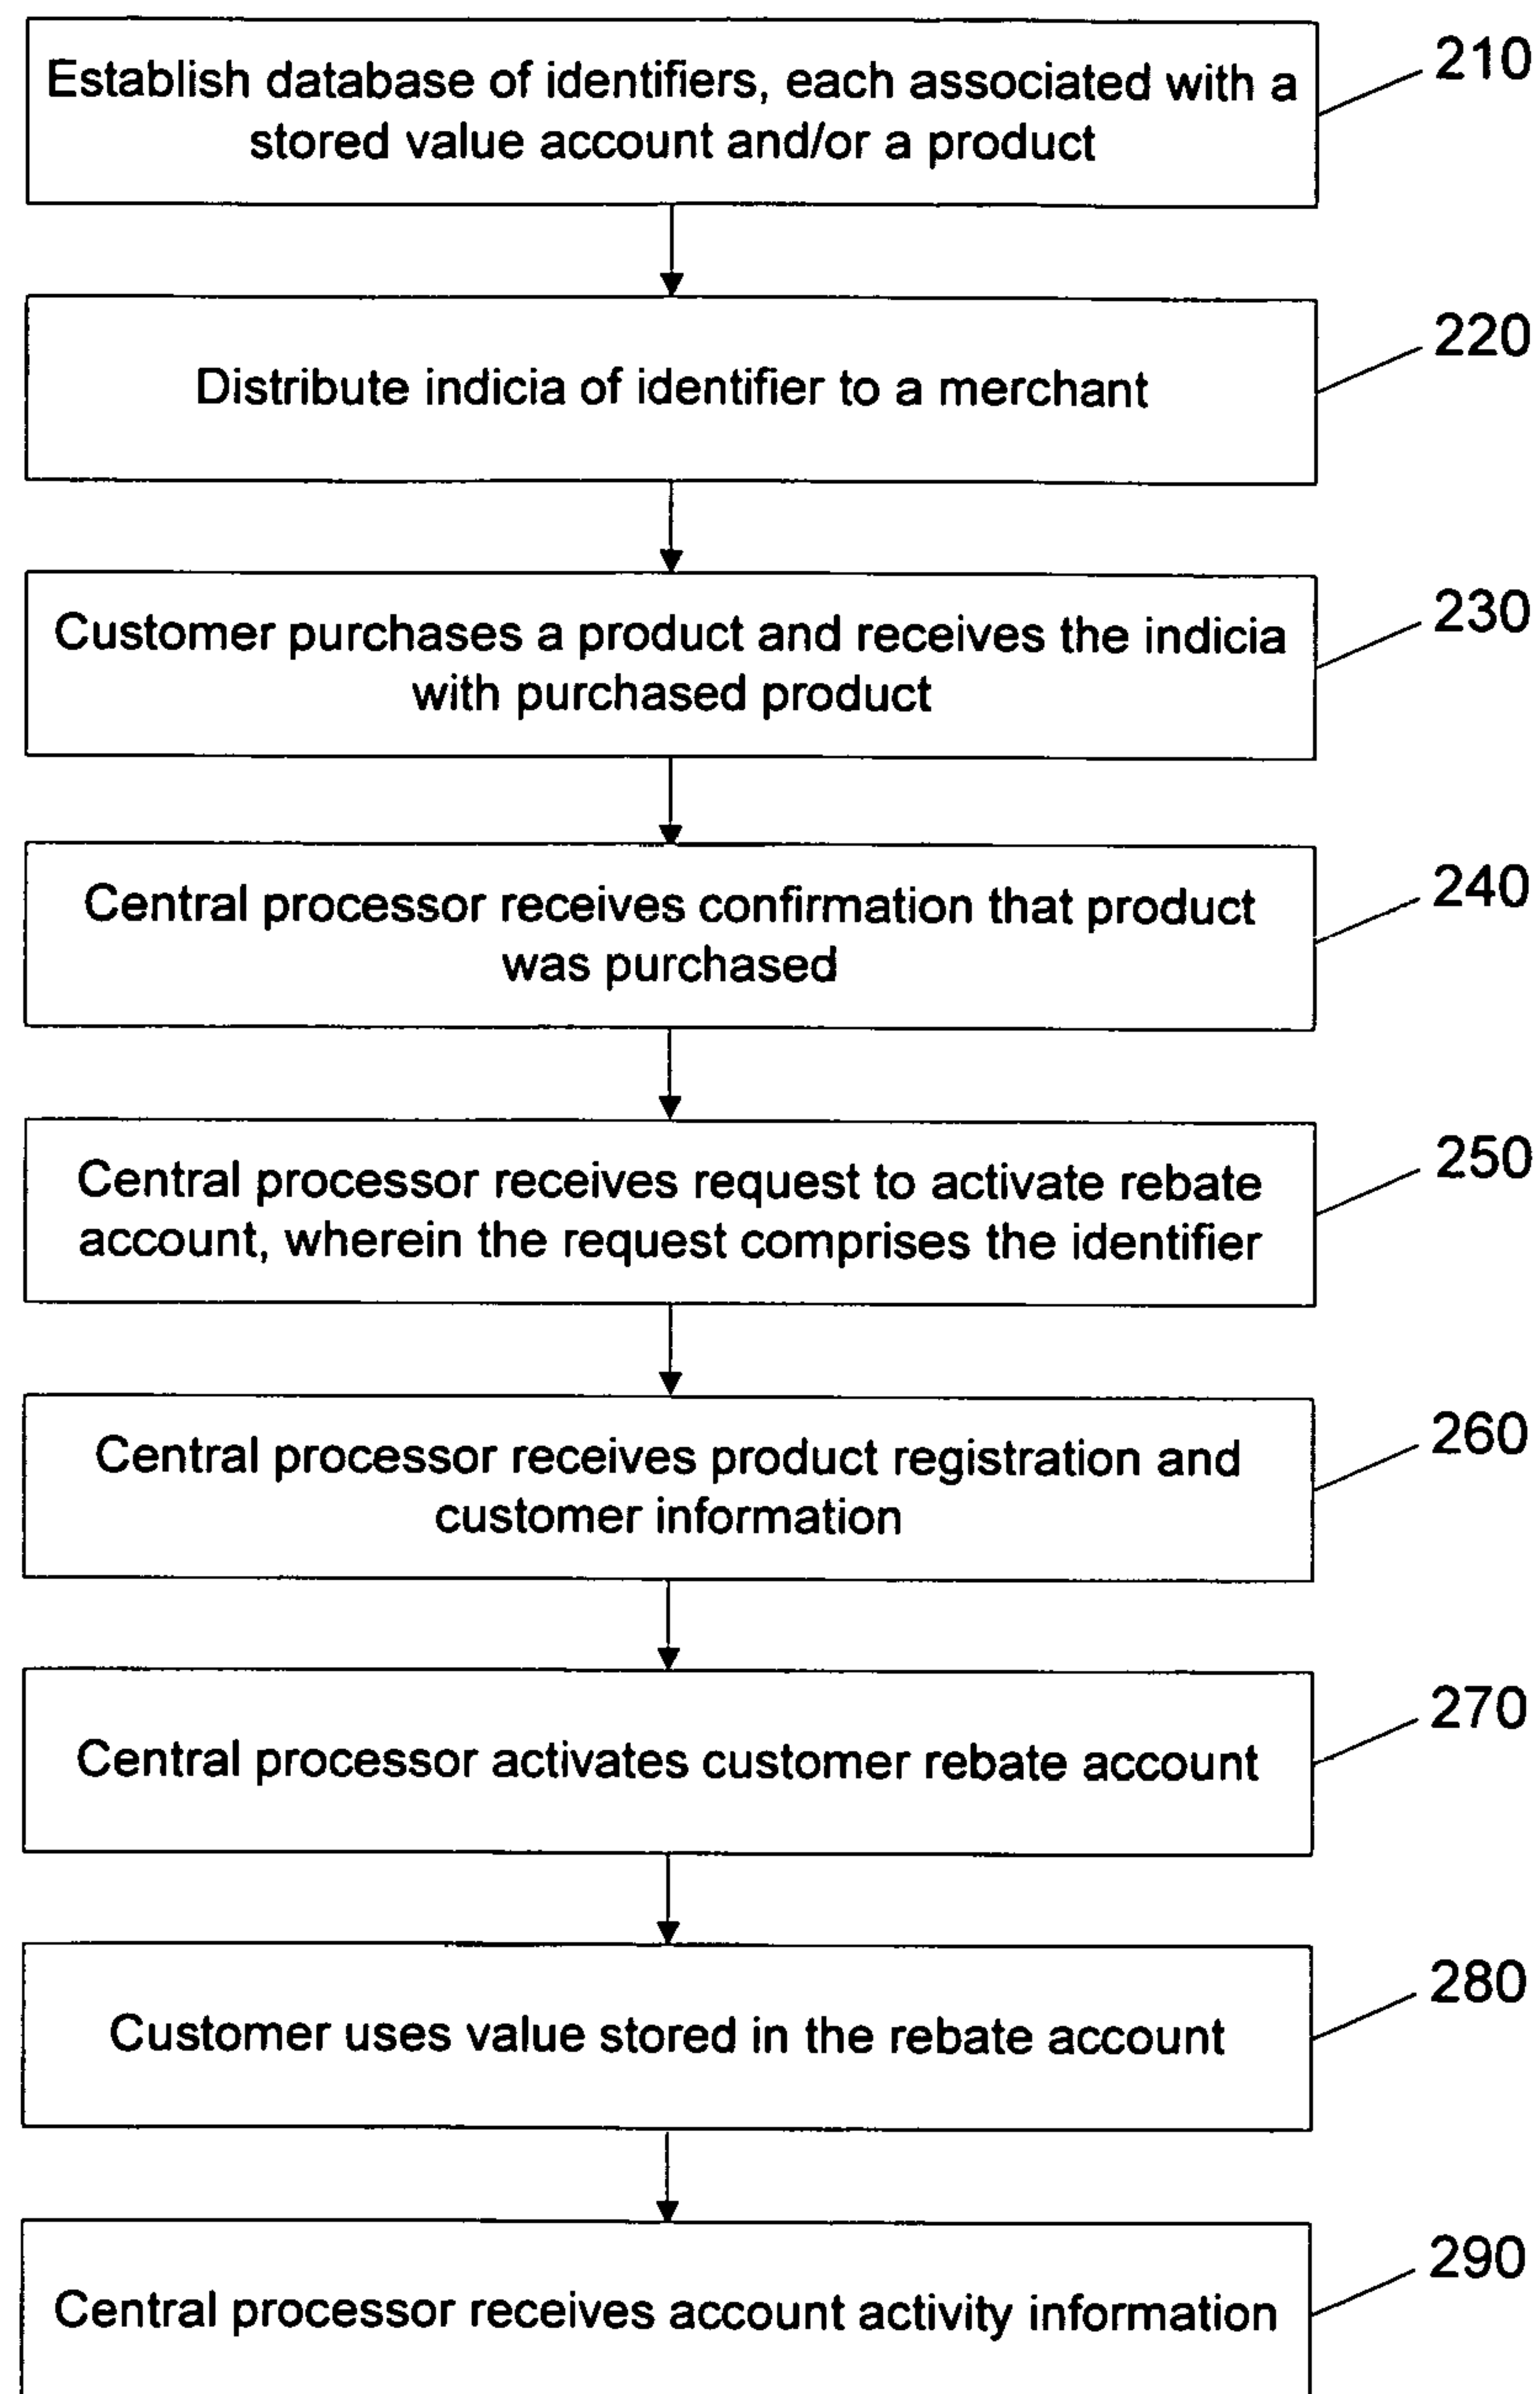 Establish database of identifiers, each associated with a
stored value account and/or a product
210
Distribute indicia of identifier to a merchant
220
Customer purchases a product and receives the indicia
with purchased product
230
Central processor receives confirmation that product
was purchased
240
Central processor receives request to activate rebate
account, wherein the request comprises the identifier
250
Central processor receives product registration and
customer information
260
Central processor activates customer rebate account
270
Customer uses value stored in the rebate account
280
Central processor receives account activity information
290